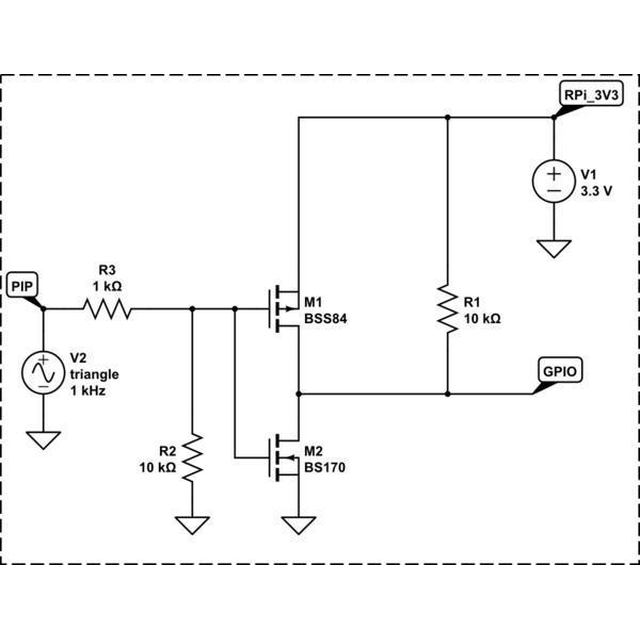 RPi_3V3
+
−
V1
3.3 V
PIP
R3
1 kΩ
M1
BSS84
R1
10 kΩ
+
−
V2
triangle
1 kHz
GPIO
R2
10 kΩ
M2
BS170